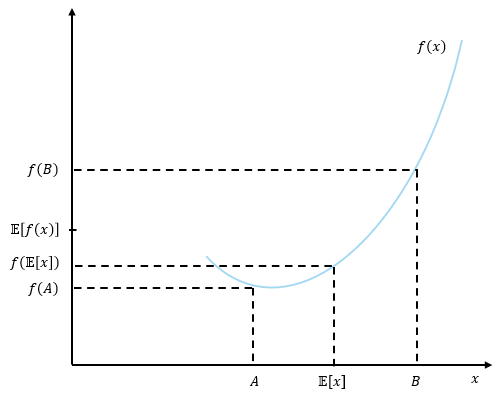 f(x)
f(B)
𝔼[f(x)]
f(𝔼[x])
f(A)
A
𝔼[x]
B
x